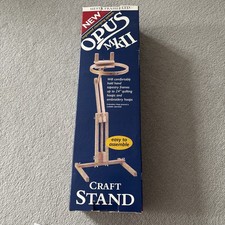 NEW
OPUS
MkII
Will comfortably
hold hand
tapestry frames
up to 24" quilting
hoops and
embroidery hoops
easy to
assemble
CRAFT
STAND